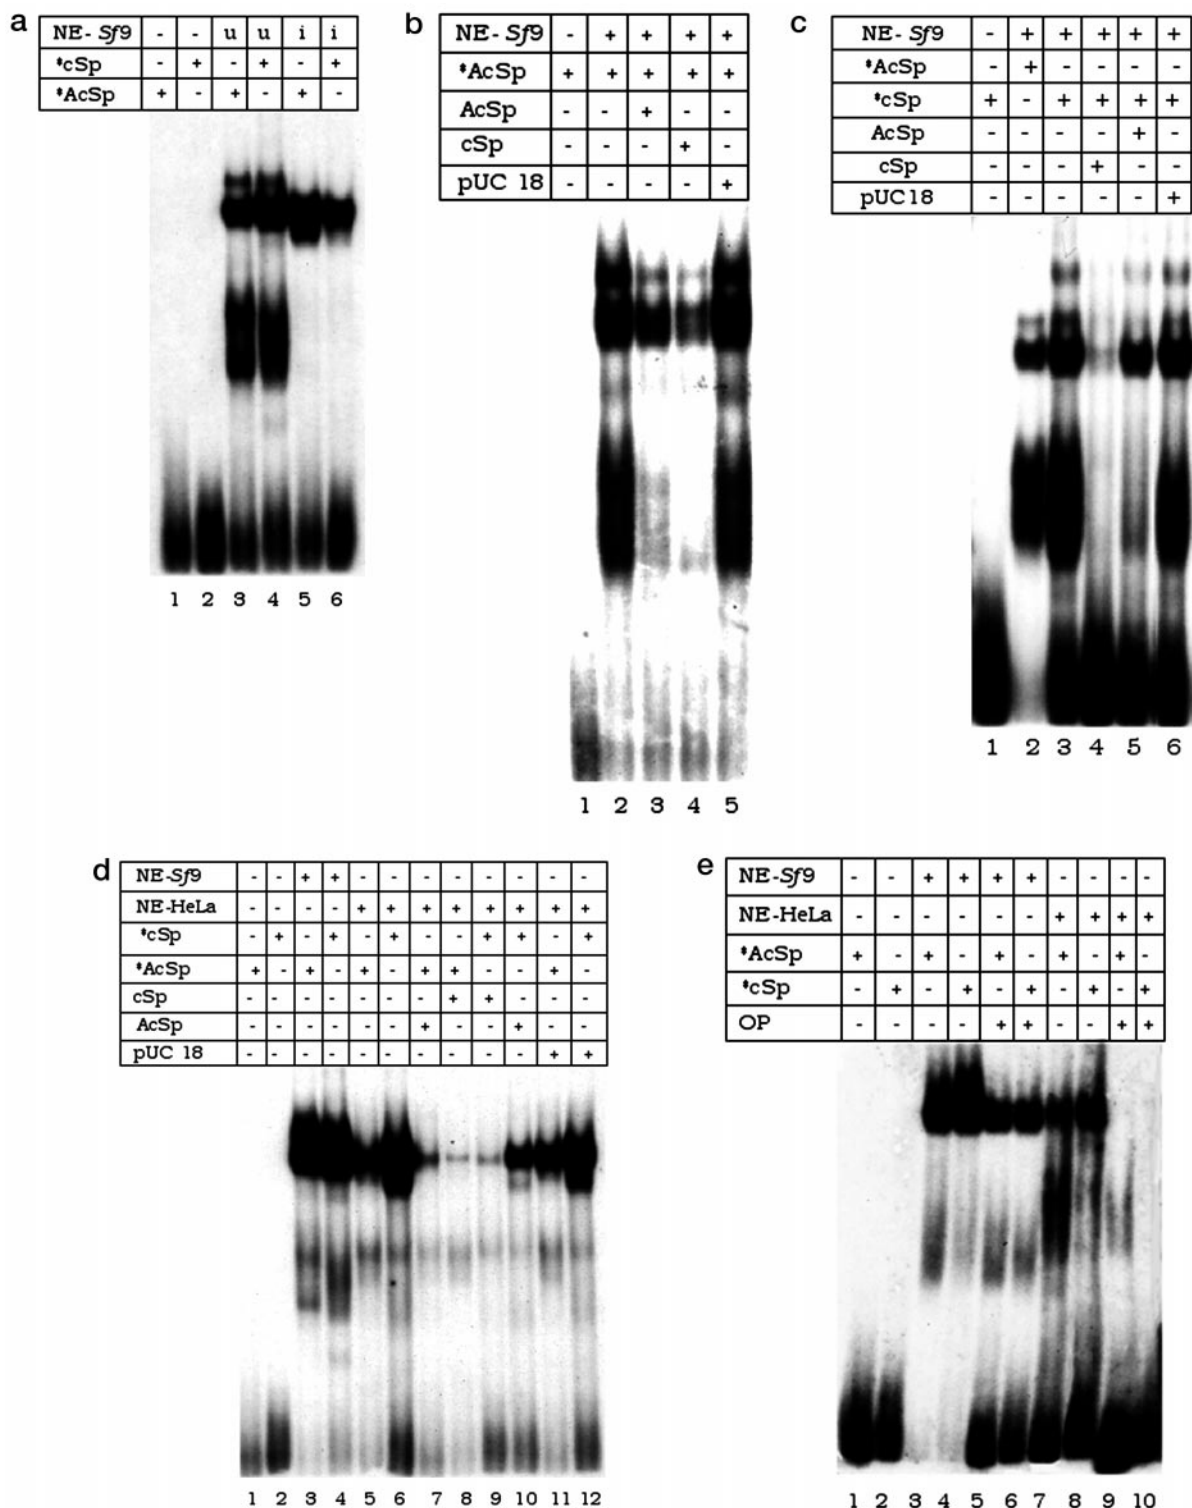 a
NE- Sf9 - - u u i i
*cSp - + - + - +
*AcSp + - + - + -
1 2 3 4 5 6
b
NE- Sf9 - + + + +
*AcSp + + + + +
AcSp - - + - -
cSp - - - + -
pUC 18 - - - - +
1 2 3 4 5
c
NE- Sf9 - + + + + +
*AcSp - + - - - -
*cSp + - + + + +
AcSp - - - - + -
cSp - - - + - -
pUC18 - - - - - +
1 2 3 4 5 6
d
NE-Sf9 - - + + - - - - - - - -
NE-HeLa - - - - + + + + + + + +
*cSp - + - + - + - - + + - +
*AcSp + - + - + - + + - - + -
cSp - - - - - - - + + - - -
AcSp - - - - - - + - - + - -
pUC 18 - - - - - - - - - - + +
1 2 3 4 5 6 7 8 9 10 11 12
e
NE-Sf9 - - + + + + - - - -
NE-HeLa - - - - - - + + + +
*AcSp + - + - + - + - + -
*cSp - + - + - + - + - +
OP - - - - + + - - + +
1 2 3 4 5 6 7 8 9 10